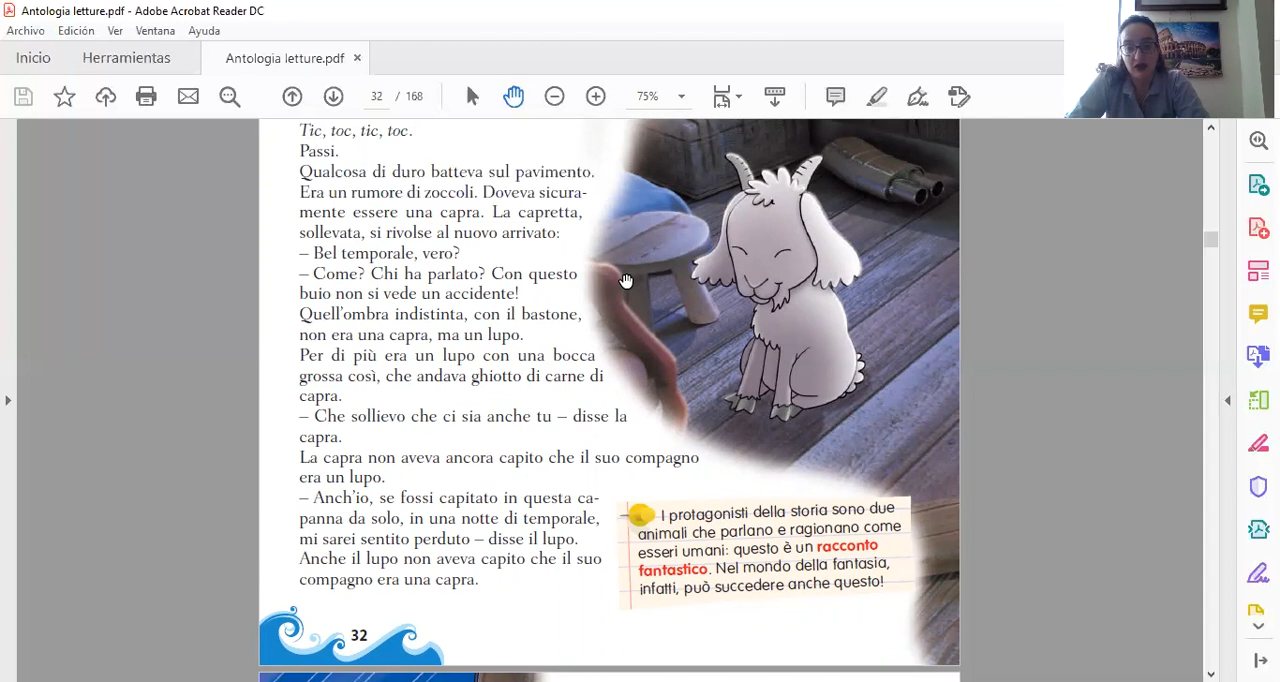 Antologia letture.pdf - Adobe Acrobat Reader DC
Archivo Edición Ver Ventana Ayuda
Inicio Herramientas Antologia letture.pdf ×
32 / 168 75%
Tic, toc, tic, toc.
Passi.
Qualcosa di duro batteva sul pavimento.
Era un rumore di zoccoli. Doveva sicura-
mente essere una capra. La capretta,
sollevata, si rivolse al nuovo arrivato:
– Bel temporale, vero?
– Come? Chi ha parlato? Con questo
buio non si vede un accidente!
Quell'ombra indistinta, con il bastone,
non era una capra, ma un lupo.
Per di più era un lupo con una bocca
grossa così, che andava ghiotto di carne di
capra.
– Che sollievo che ci sia anche tu – disse la
capra.
La capra non aveva ancora capito che il suo compagno
era un lupo.
– Anch'io, se fossi capitato in questa ca-
panna da solo, in una notte di temporale,
mi sarei sentito perduto – disse il lupo.
Anche il lupo non aveva capito che il suo
compagno era una capra.
I protagonisti della storia sono due
animali che parlano e ragionano come
esseri umani: questo è un racconto
fantastico. Nel mondo della fantasia,
infatti, può succedere anche questo!
32